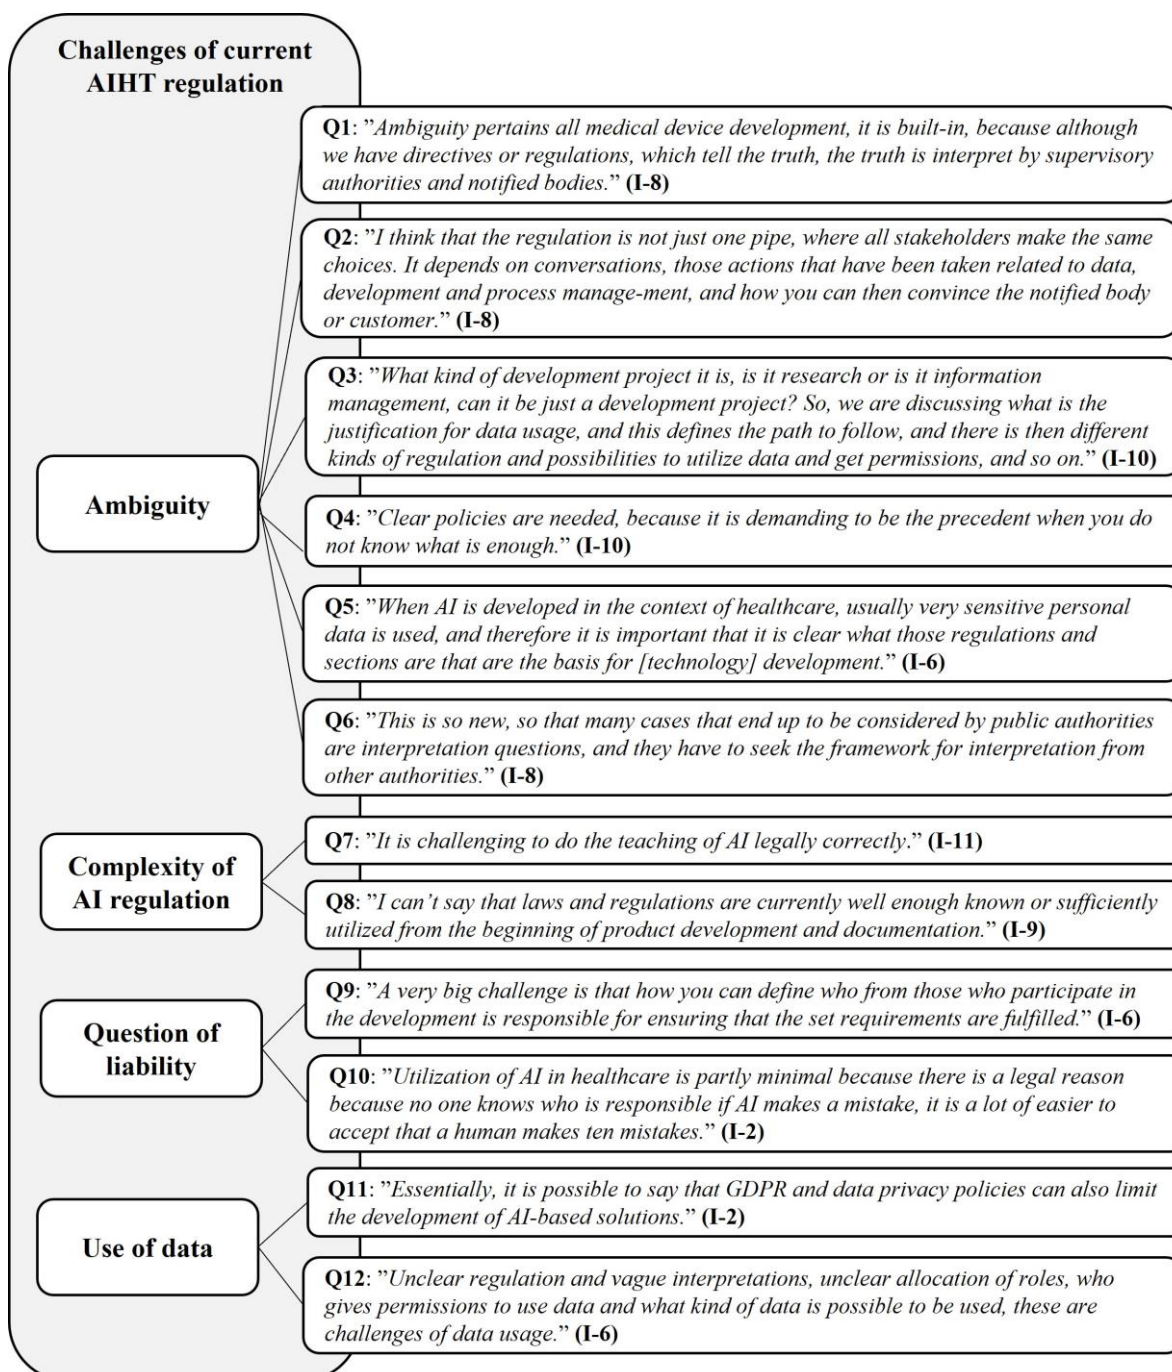 Challenges of current
AIHT regulation
Ambiguity
Q1: ”Ambiguity pertains all medical device development, it is built-in, because although
we have directives or regulations, which tell the truth, the truth is interpret by supervisory
authorities and notified bodies.” (I-8)
Q2: ”I think that the regulation is not just one pipe, where all stakeholders make the same
choices. It depends on conversations, those actions that have been taken related to data,
development and process manage-ment, and how you can then convince the notified body
or customer.” (I-8)
Q3: ”What kind of development project it is, is it research or is it information
management, can it be just a development project? So, we are discussing what is the
justification for data usage, and this defines the path to follow, and there is then different
kinds of regulation and possibilities to utilize data and get permissions, and so on.” (I-10)
Q4: ”Clear policies are needed, because it is demanding to be the precedent when you do
not know what is enough.” (I-10)
Q5: ”When AI is developed in the context of healthcare, usually very sensitive personal
data is used, and therefore it is important that it is clear what those regulations and
sections are that are the basis for [technology] development.” (I-6)
Q6: ”This is so new, so that many cases that end up to be considered by public authorities
are interpretation questions, and they have to seek the framework for interpretation from
other authorities.” (I-8)
Complexity of
AI regulation
Q7: ”It is challenging to do the teaching of AI legally correctly.” (I-11)
Q8: ”I can’t say that laws and regulations are currently well enough known or sufficiently
utilized from the beginning of product development and documentation.” (I-9)
Question of
liability
Q9: ”A very big challenge is that how you can define who from those who participate in
the development is responsible for ensuring that the set requirements are fulfilled.” (I-6)
Q10: ”Utilization of AI in healthcare is partly minimal because there is a legal reason
because no one knows who is responsible if AI makes a mistake, it is a lot of easier to
accept that a human makes ten mistakes.” (I-2)
Use of data
Q11: ”Essentially, it is possible to say that GDPR and data privacy policies can also limit
the development of AI-based solutions.” (I-2)
Q12: ”Unclear regulation and vague interpretations, unclear allocation of roles, who
gives permissions to use data and what kind of data is possible to be used, these are
challenges of data usage.” (I-6)